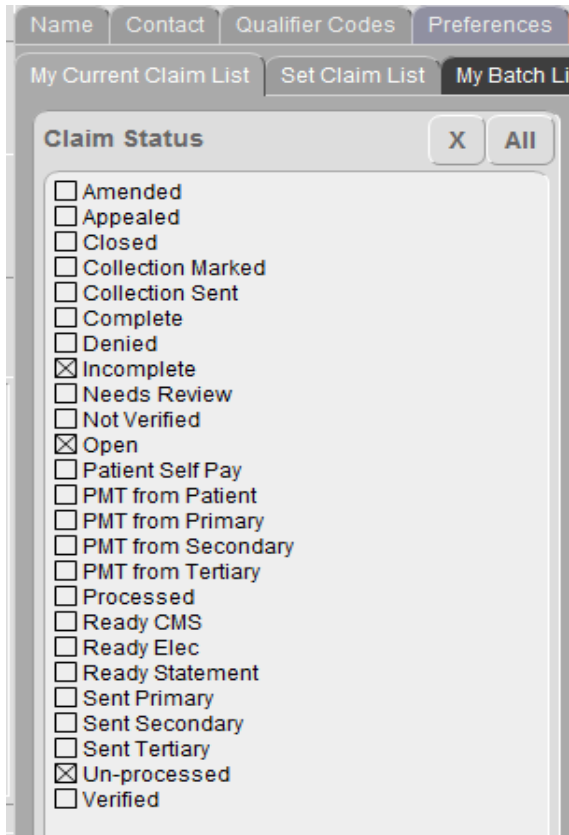 Name Contact Qualifier Codes Preferences
My Current Claim List Set Claim List My Batch Li
Claim Status X All
Amended
Appealed
Closed
Collection Marked
Collection Sent
Complete
Denied
Incomplete
Needs Review
Not Verified
Open
Patient Self Pay
PMT from Patient
PMT from Primary
PMT from Secondary
PMT from Tertiary
Processed
Ready CMS
Ready Elec
Ready Statement
Sent Primary
Sent Secondary
Sent Tertiary
Un-processed
Verified